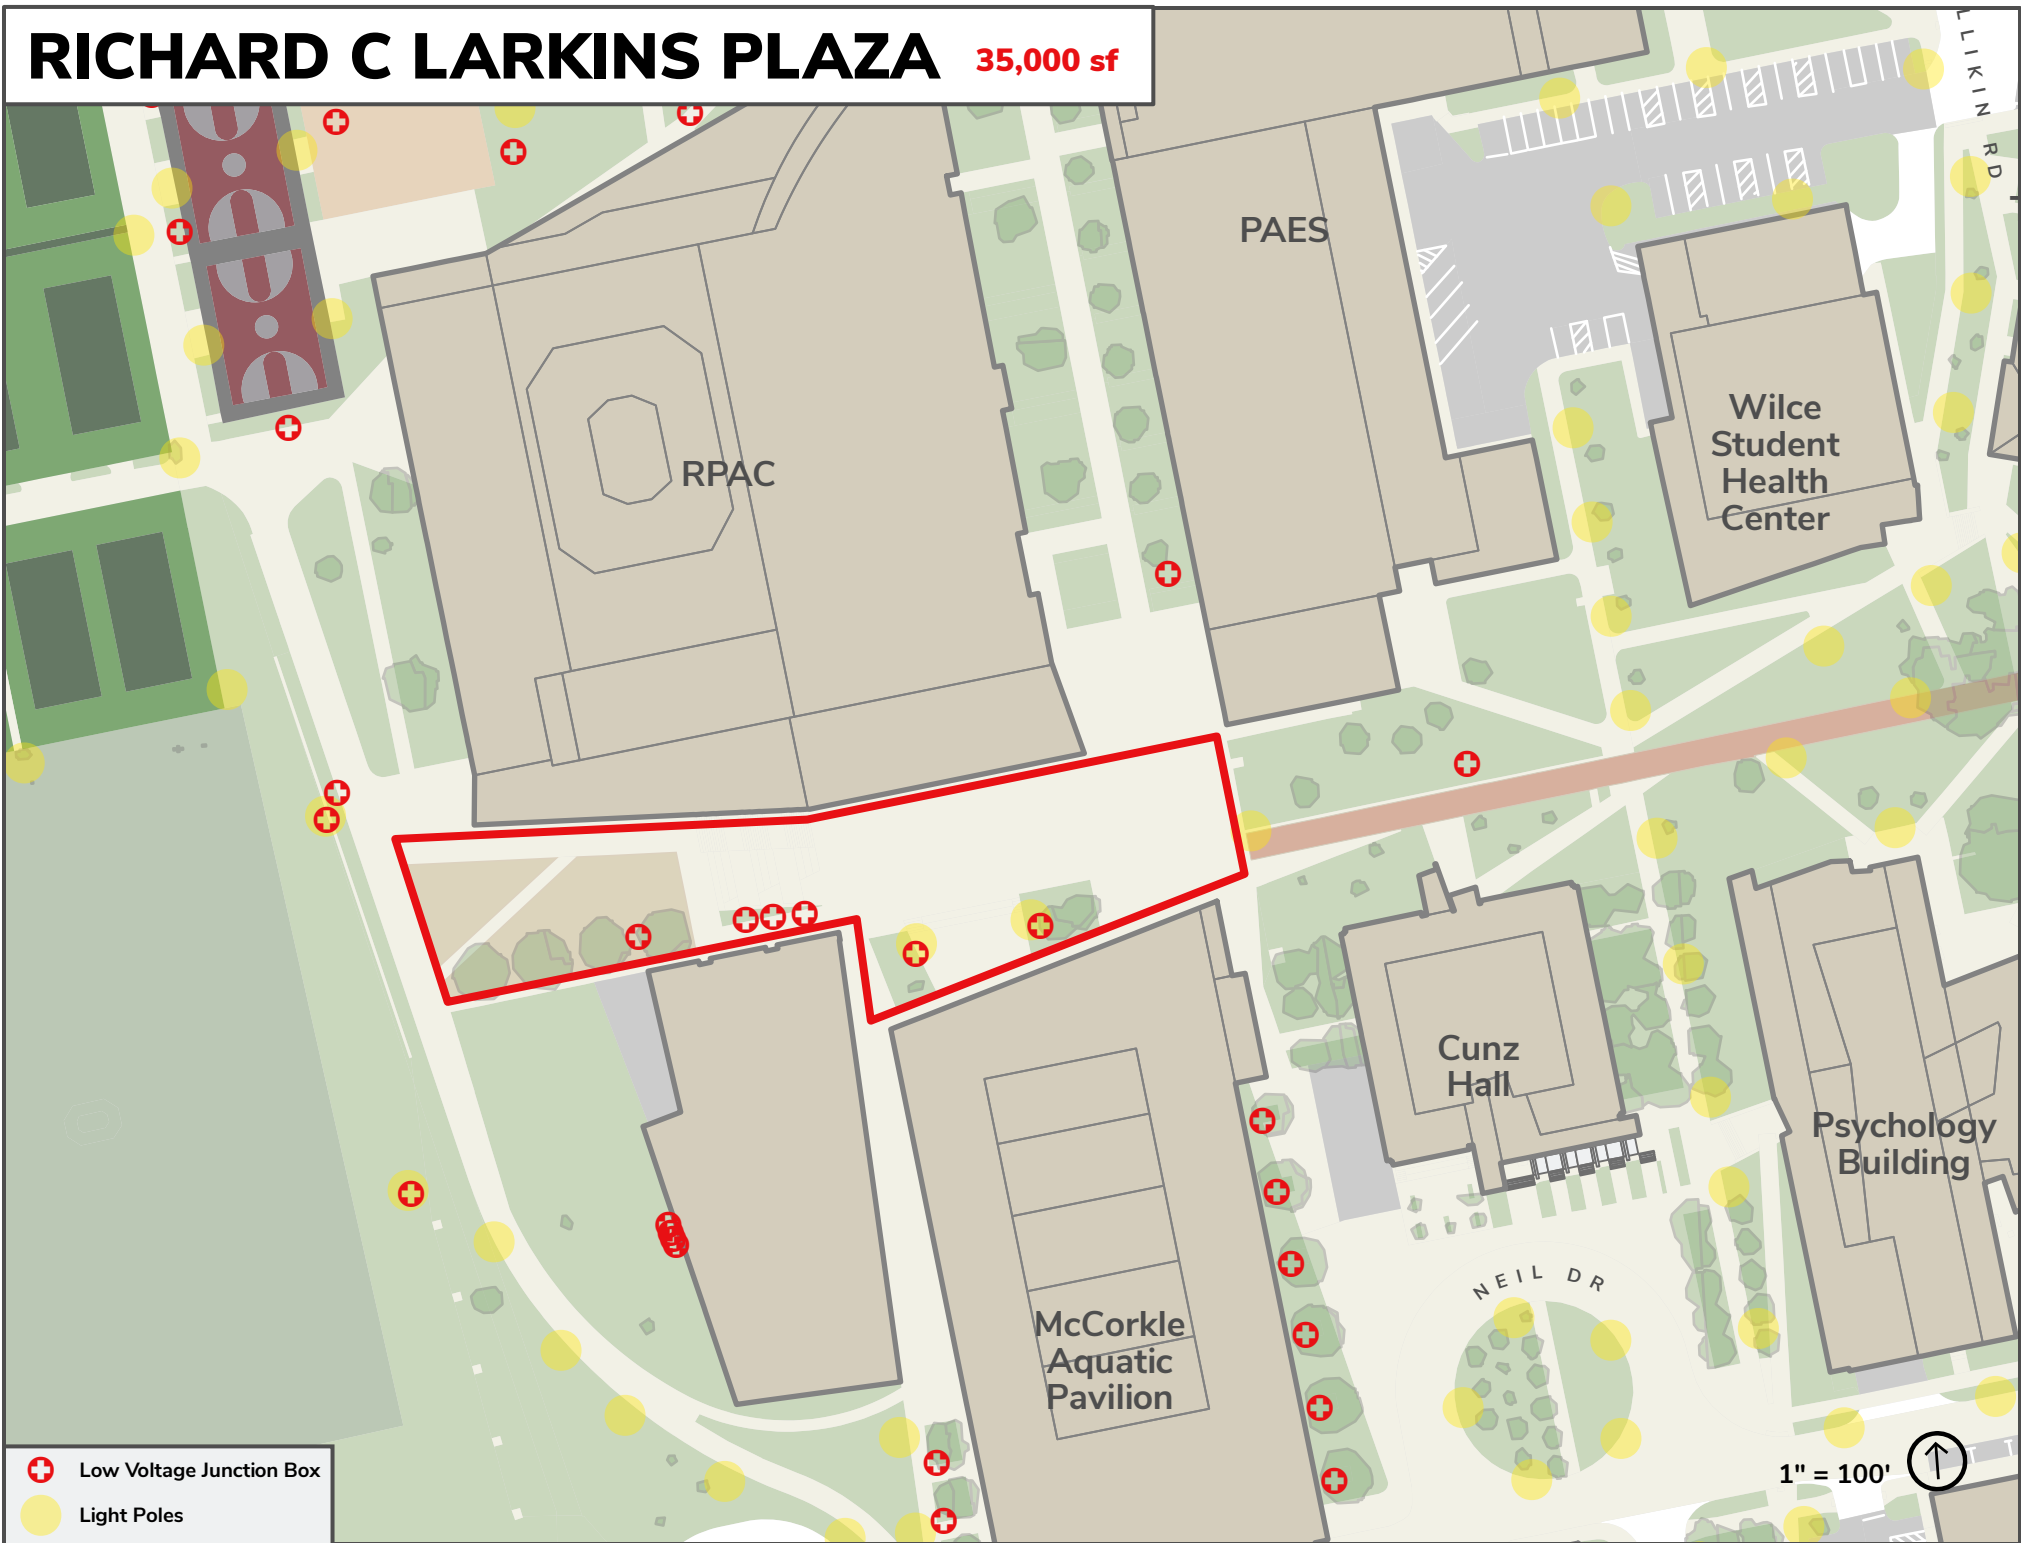 RICHARD C LARKINS PLAZA 35,000 sf
LLIKIN RD
PAES
Wilce
Student
Health
Center
RPAC
Cunz
Hall
Psychology
Building
NEIL DR
McCorkle
Aquatic
Pavilion
Low Voltage Junction Box
Light Poles
1" = 100'